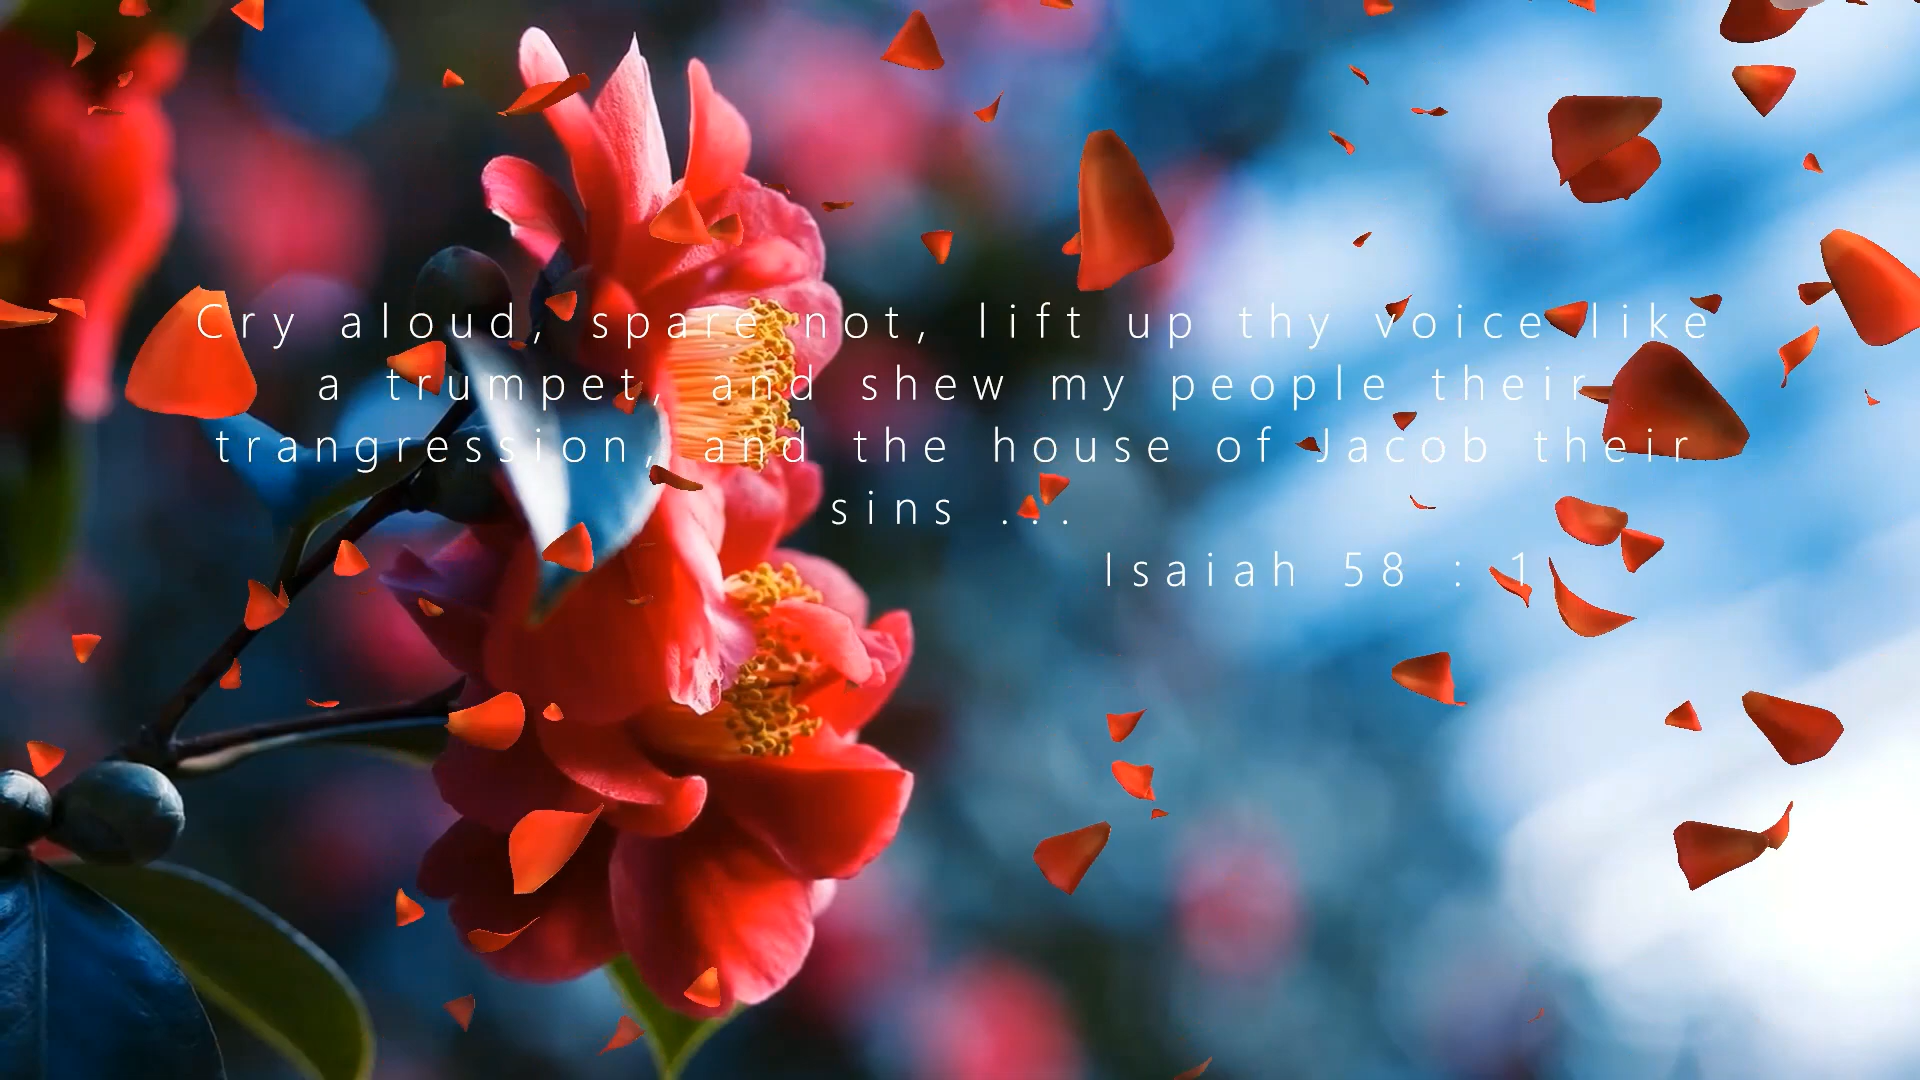 Cry aloud, spare not, lift up thy voice like
a trumpet, and shew my people their
trangression, and the house of Jacob their
sins ...
Isaiah 58 : 1